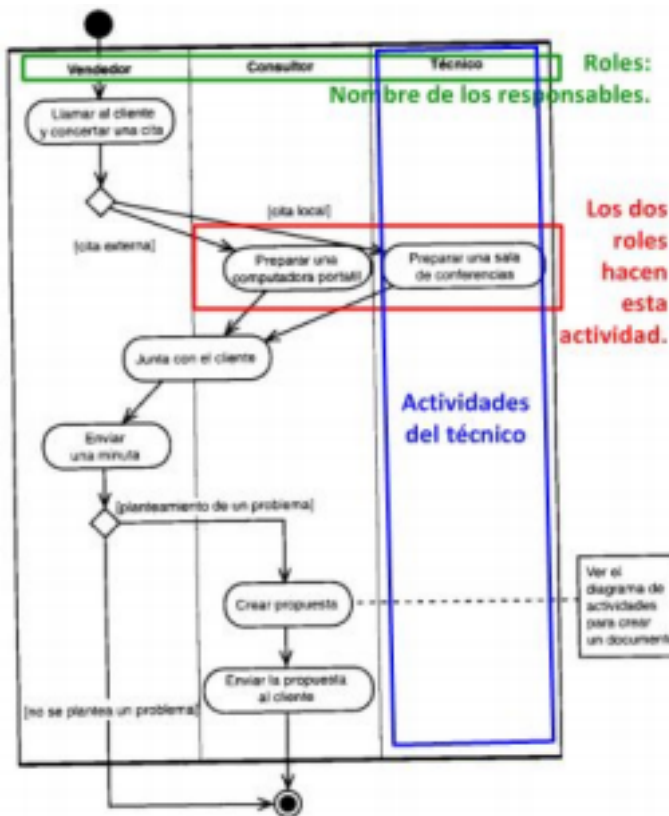 Vendedor
Consultor
Técnico
Roles:
Nombre de los responsables.
Llamar al cliente
y concertar una cita
[cita local]
[cita externa]
Los dos
roles
hacen
esta
actividad.
Preparar una
computadora portatil
Preparar una sala
de conferencias
Junta con el cliente
Actividades
del técnico
Enviar
una minuta
[planteamiento de un problema]
Crear propuesta
Ver el
diagrama de
actividades
para crear
un document
Enviar la propuesta
al cliente
[no se plantea un problema]